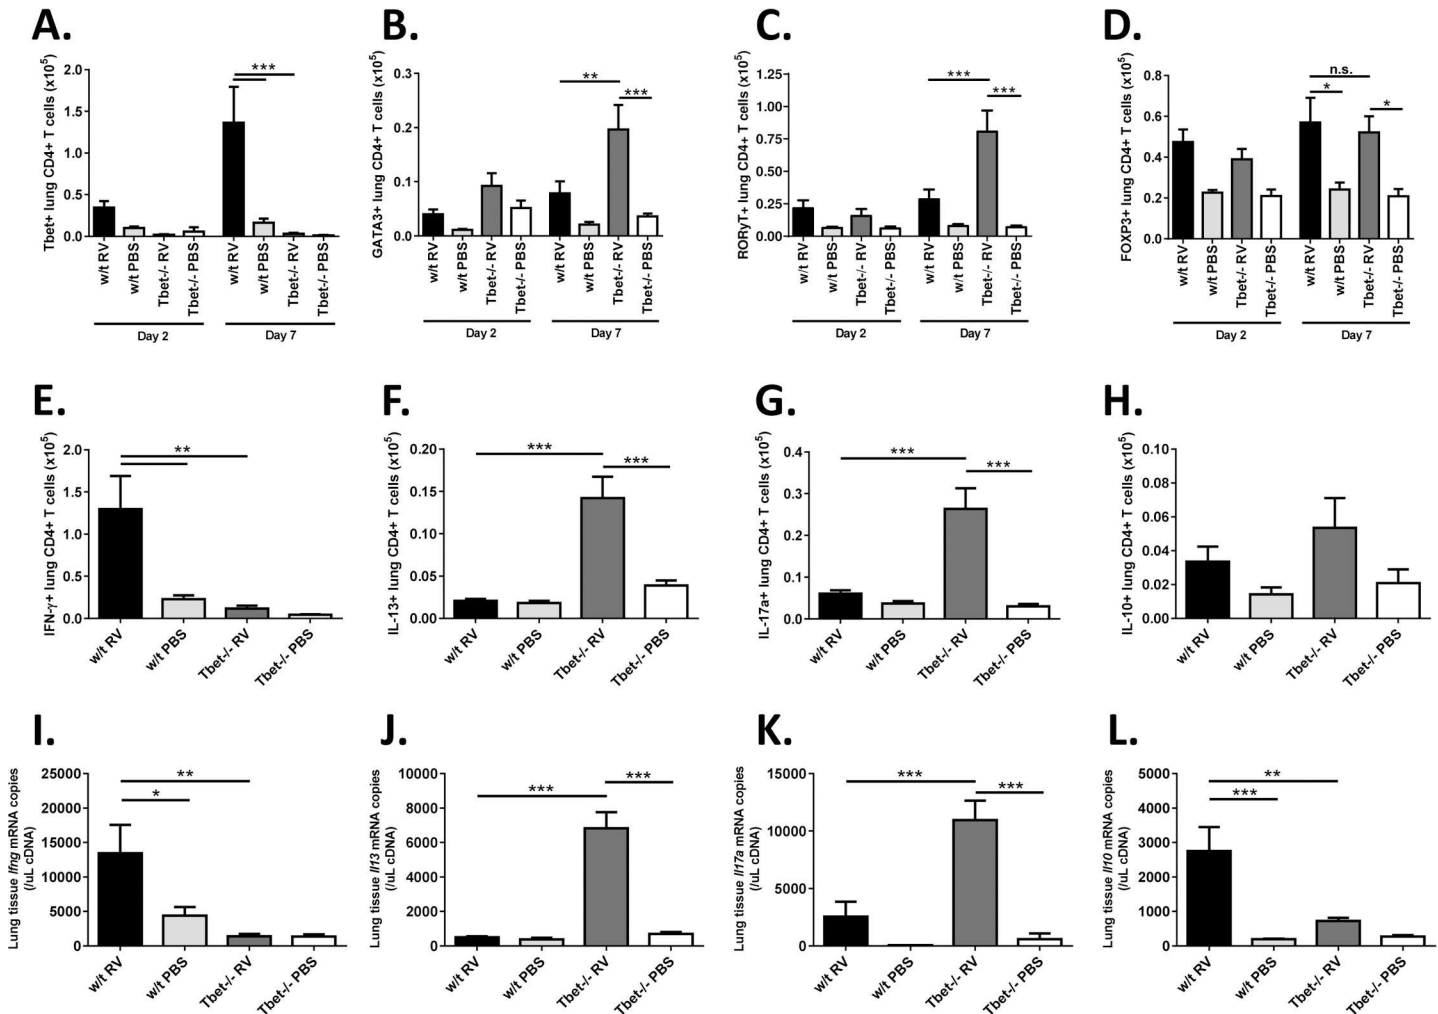 A.
Tbet+ lung CD4+ T cells (x10⁵)
2.0
1.5
1.0
0.5
0.0
***
w/t RV
w/t PBS
Tbet-/- RV
Tbet-/- PBS
w/t RV
w/t PBS
Tbet-/- RV
Tbet-/- PBS
Day 2
Day 7
B.
GATA3+ lung CD4+ T cells (x10⁵)
0.3
0.2
0.1
0.0
**
***
w/t RV
w/t PBS
Tbet-/- RV
Tbet-/- PBS
w/t RV
w/t PBS
Tbet-/- RV
Tbet-/- PBS
Day 2
Day 7
C.
RORγT+ lung CD4+ T cells (x10⁵)
1.25
1.00
0.75
0.50
0.25
0.00
***
***
w/t RV
w/t PBS
Tbet-/- RV
Tbet-/- PBS
w/t RV
w/t PBS
Tbet-/- RV
Tbet-/- PBS
Day 2
Day 7
D.
FOXP3+ lung CD4+ T cells (x10⁵)
0.8
0.6
0.4
0.2
0.0
n.s.
*
*
w/t RV
w/t PBS
Tbet-/- RV
Tbet-/- PBS
w/t RV
w/t PBS
Tbet-/- RV
Tbet-/- PBS
Day 2
Day 7
E.
IFN-γ+ lung CD4+ T cells (x10⁵)
2.0
1.5
1.0
0.5
0.0
**
w/t RV
w/t PBS
Tbet-/- RV
Tbet-/- PBS
F.
IL-13+ lung CD4+ T cells (x10⁵)
0.20
0.15
0.10
0.05
0.00
***
***
w/t RV
w/t PBS
Tbet-/- RV
Tbet-/- PBS
G.
IL-17a+ lung CD4+ T cells (x10⁵)
0.4
0.3
0.2
0.1
0.0
***
***
w/t RV
w/t PBS
Tbet-/- RV
Tbet-/- PBS
H.
IL-10+ lung CD4+ T cells (x10⁵)
0.10
0.08
0.06
0.04
0.02
0.00
w/t RV
w/t PBS
Tbet-/- RV
Tbet-/- PBS
I.
Lung tissue Ifng mRNA copies
(/uL cDNA)
25000
20000
15000
10000
5000
0
**
*
w/t RV
w/t PBS
Tbet-/- RV
Tbet-/- PBS
J.
Lung tissue Il13 mRNA copies
(/uL cDNA)
10000
8000
6000
4000
2000
0
***
***
w/t RV
w/t PBS
Tbet-/- RV
Tbet-/- PBS
K.
Lung tissue Il17a mRNA copies
(/uL cDNA)
15000
10000
5000
0
***
***
w/t RV
w/t PBS
Tbet-/- RV
Tbet-/- PBS
L.
Lung tissue Il10 mRNA copies
(/uL cDNA)
5000
4000
3000
2000
1000
0
**
***
w/t RV
w/t PBS
Tbet-/- RV
Tbet-/- PBS